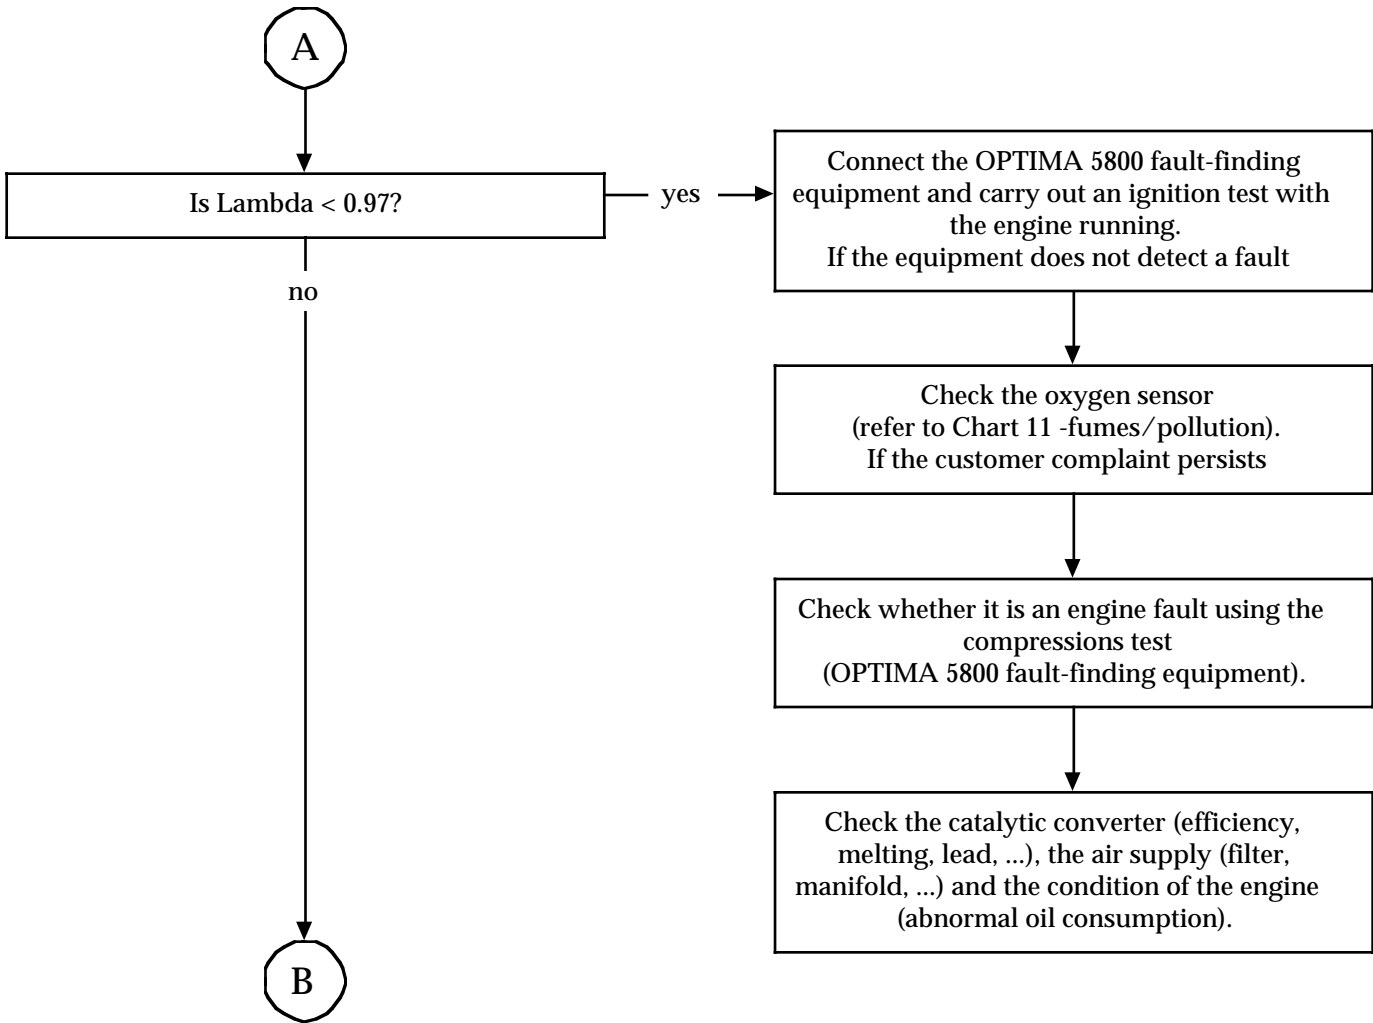 A
Is Lambda < 0.97?
yes
Connect the OPTIMA 5800 fault-finding
equipment and carry out an ignition test with
the engine running.
If the equipment does not detect a fault
no
Check the oxygen sensor
(refer to Chart 11 -fumes/pollution).
If the customer complaint persists
Check whether it is an engine fault using the
compressions test
(OPTIMA 5800 fault-finding equipment).
Check the catalytic converter (efficiency,
melting, lead, ...), the air supply (filter,
manifold, ...) and the condition of the engine
(abnormal oil consumption).
B